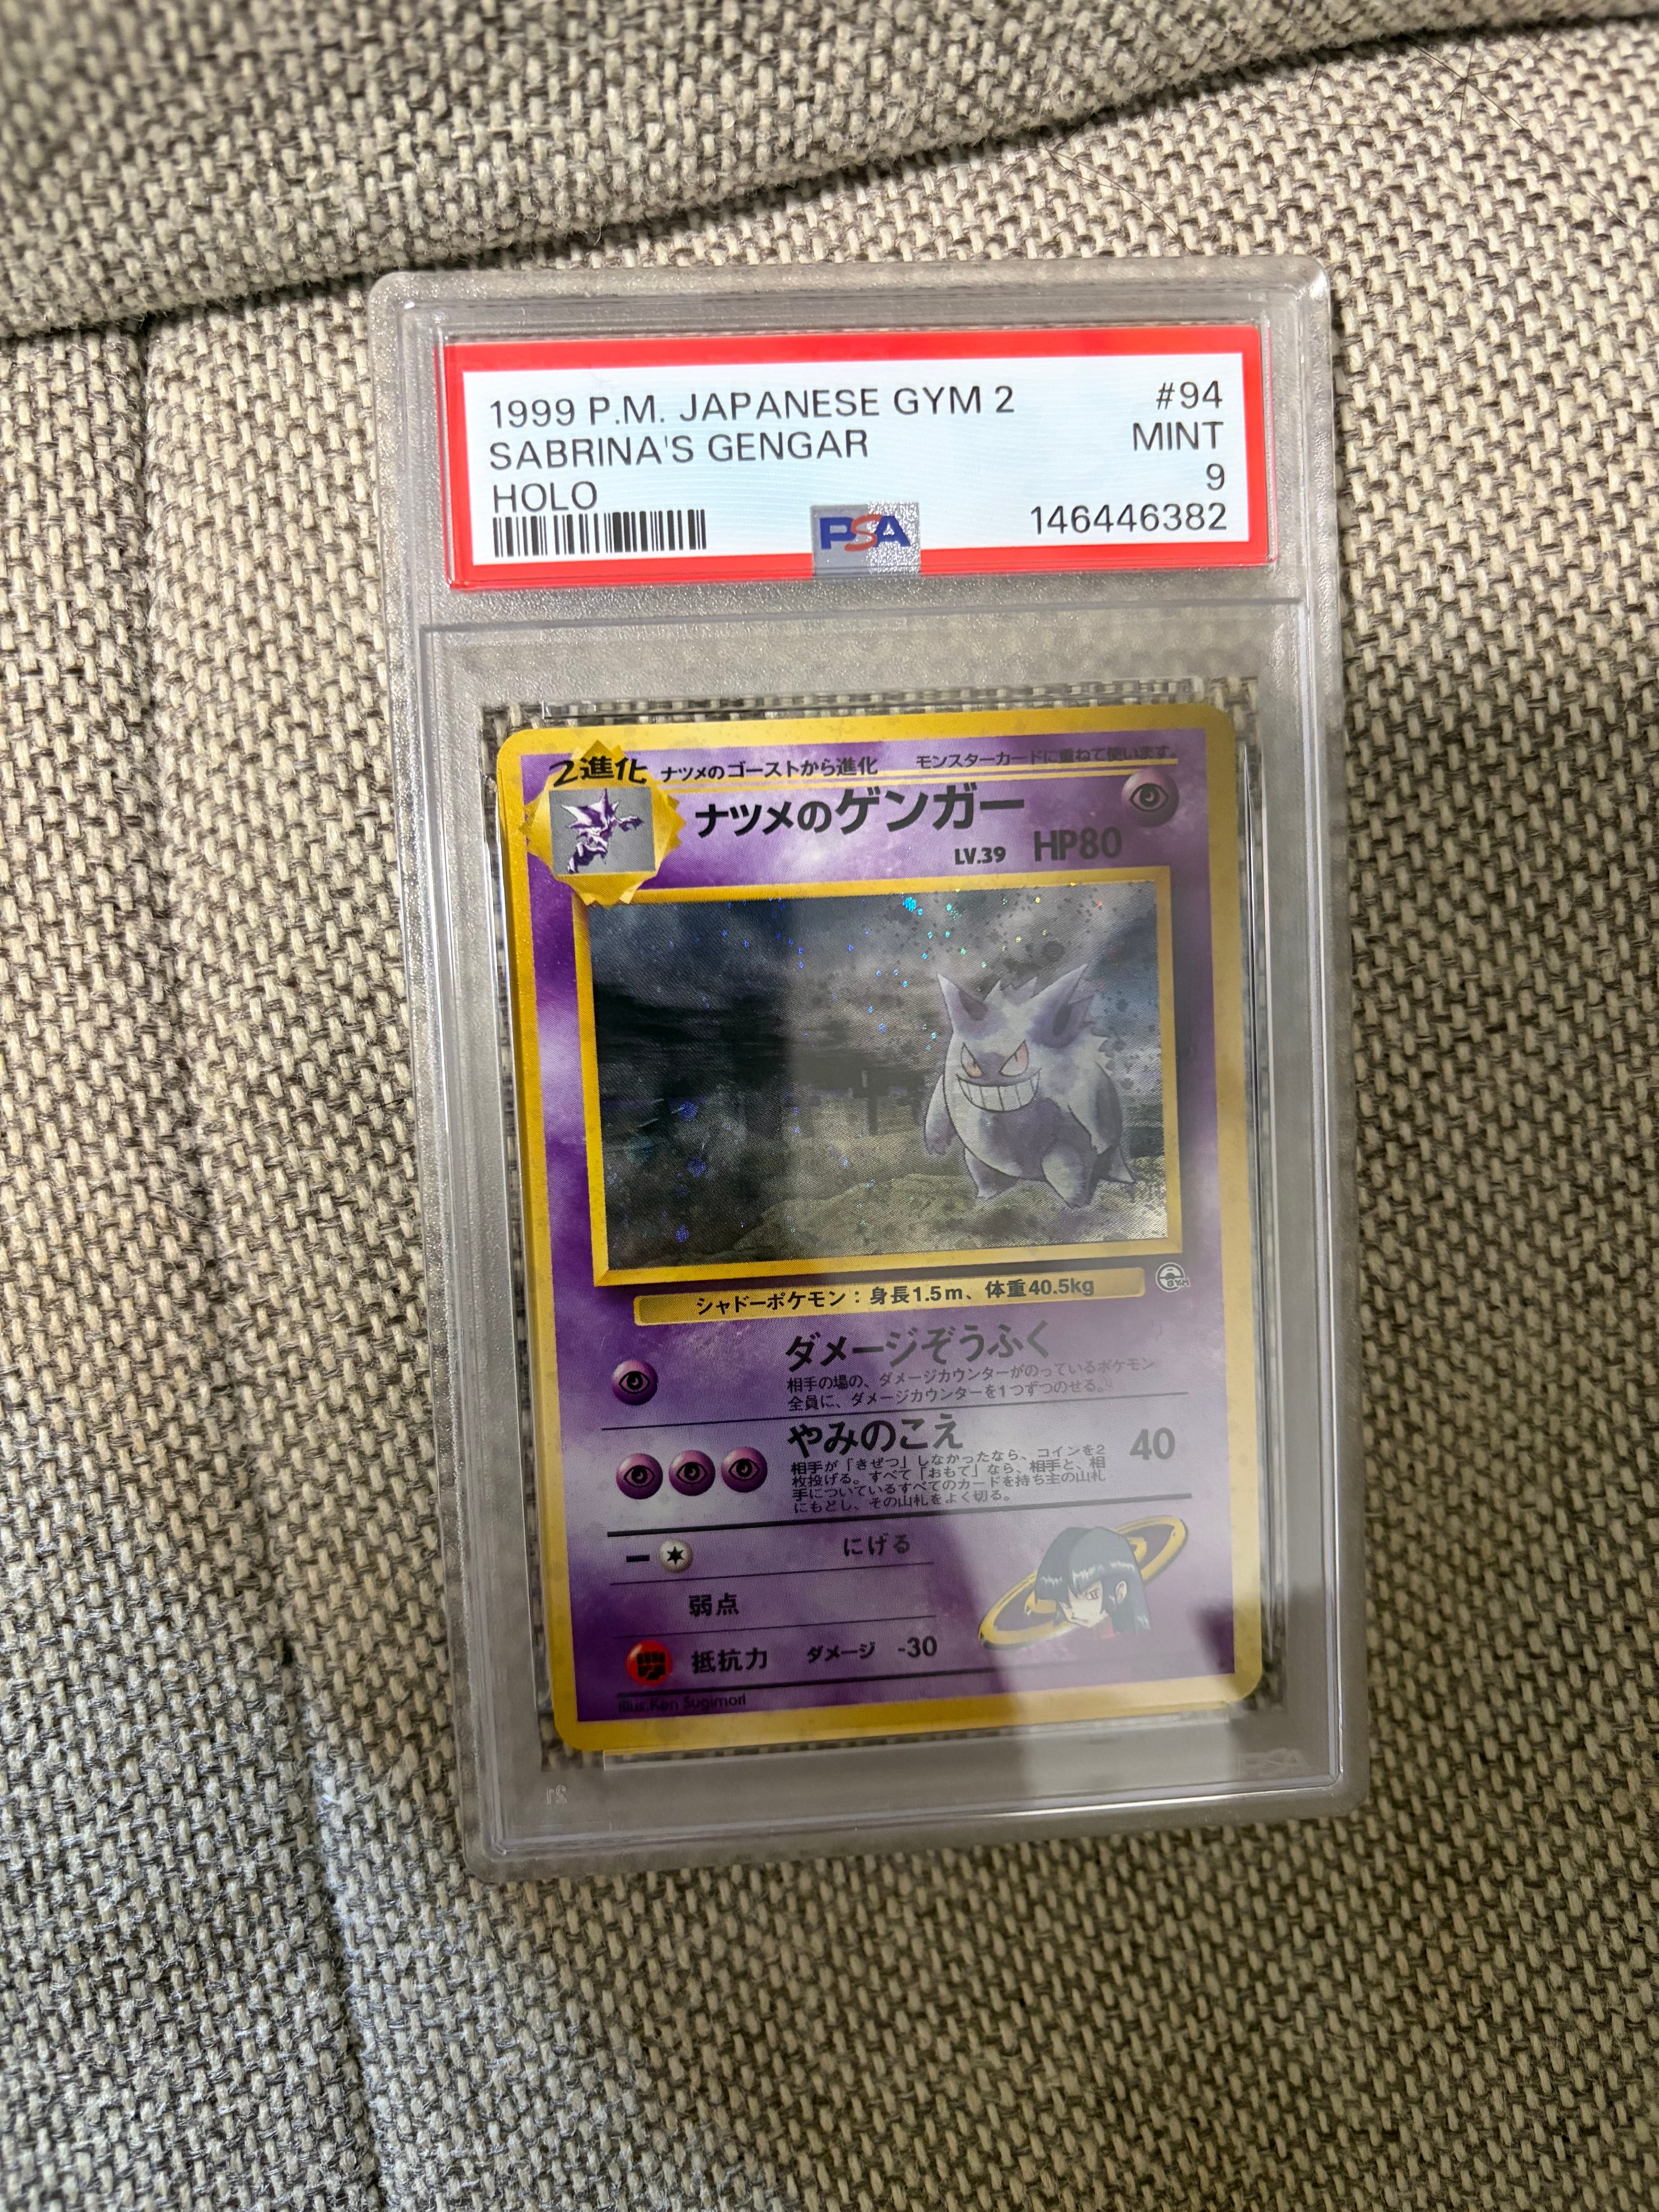 1999 P.M. JAPANESE GYM 2 #94
SABRINA'S GENGAR MINT
HOLO 9
PSA 146446382
2進化 ナツメのゴーストから進化 モンスターカードに重ねて使います。
ナツメのゲンガー
LV.39 HP80
GYM
シャドーポケモン：身長1.5m、体重40.5kg
ダメージぞうふく
相手の場の、ダメージカウンターがのっているポケモン
全員に、ダメージカウンターを1つずつのせる。
やみのこえ 40
相手が「きぜつ」しなかったなら、コインを2
枚投げる。すべて「おもて」なら、相手と、相
手についているすべてのカードを持ち主の山札
にもどし、その山札をよく切る。
にげる
弱点
抵抗力 ダメージ -30
Illus.Ken Sugimori
PSA
21